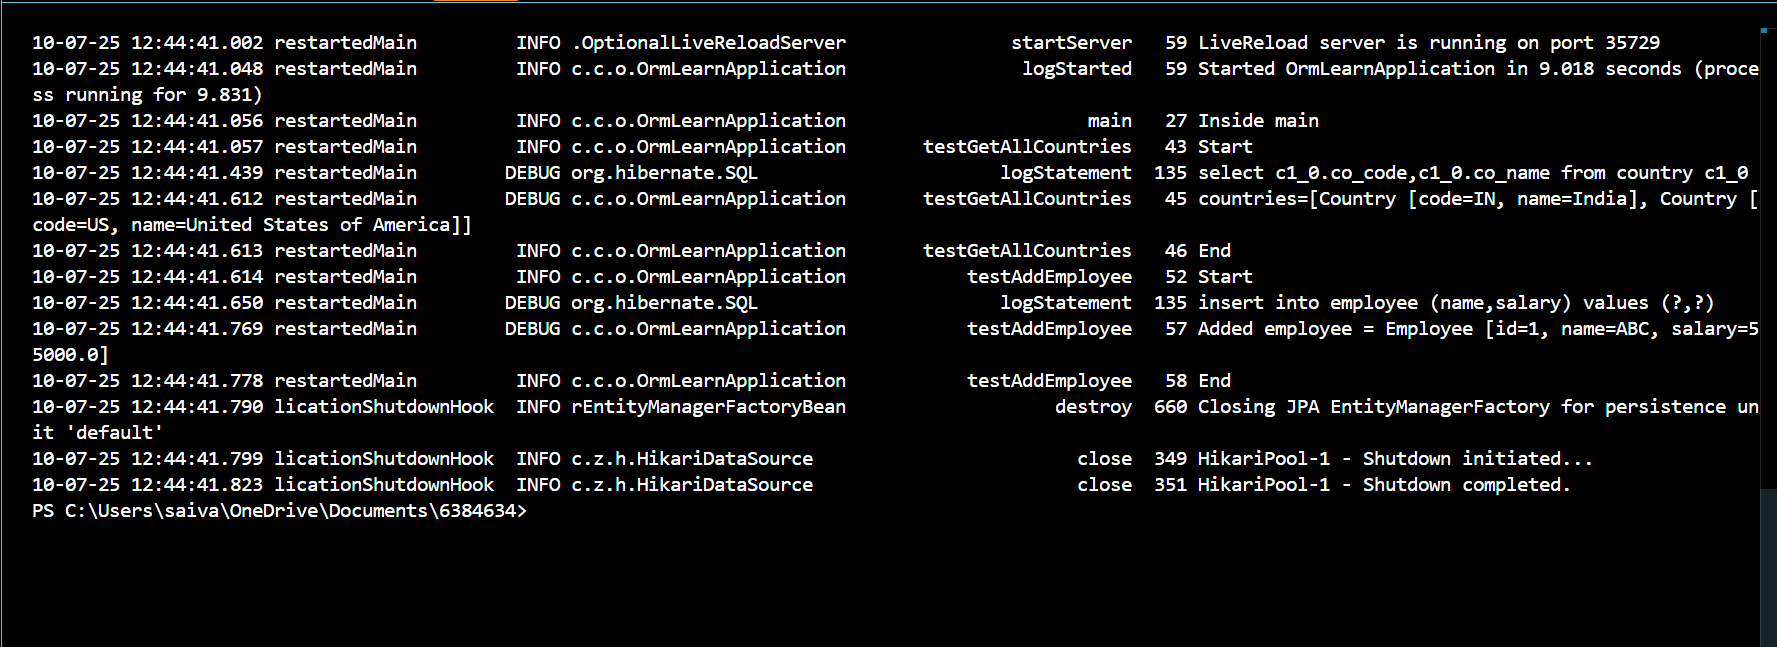 10-07-25 12:44:41.002 restartedMain         INFO .OptionalLiveReloadServer               startServer   59 LiveReload server is running on port 35729
10-07-25 12:44:41.048 restartedMain         INFO c.c.o.OrmLearnApplication                logStarted   59 Started OrmLearnApplication in 9.018 seconds (proce
ss running for 9.831)
10-07-25 12:44:41.056 restartedMain         INFO c.c.o.OrmLearnApplication                      main   27 Inside main
10-07-25 12:44:41.057 restartedMain         INFO c.c.o.OrmLearnApplication       testGetAllCountries   43 Start
10-07-25 12:44:41.439 restartedMain        DEBUG org.hibernate.SQL                      logStatement  135 select c1_0.co_code,c1_0.co_name from country c1_0
10-07-25 12:44:41.612 restartedMain        DEBUG c.c.o.OrmLearnApplication       testGetAllCountries   45 countries=[Country [code=IN, name=India], Country [
code=US, name=United States of America]]
10-07-25 12:44:41.613 restartedMain         INFO c.c.o.OrmLearnApplication       testGetAllCountries   46 End
10-07-25 12:44:41.614 restartedMain         INFO c.c.o.OrmLearnApplication           testAddEmployee   52 Start
10-07-25 12:44:41.650 restartedMain        DEBUG org.hibernate.SQL                      logStatement  135 insert into employee (name,salary) values (?,?)
10-07-25 12:44:41.769 restartedMain        DEBUG c.c.o.OrmLearnApplication           testAddEmployee   57 Added employee = Employee [id=1, name=ABC, salary=5
5000.0]
10-07-25 12:44:41.778 restartedMain         INFO c.c.o.OrmLearnApplication           testAddEmployee   58 End
10-07-25 12:44:41.790 licationShutdownHook  INFO rEntityManagerFactoryBean                   destroy  660 Closing JPA EntityManagerFactory for persistence un
it 'default'
10-07-25 12:44:41.799 licationShutdownHook  INFO c.z.h.HikariDataSource                        close  349 HikariPool-1 - Shutdown initiated...
10-07-25 12:44:41.823 licationShutdownHook  INFO c.z.h.HikariDataSource                        close  351 HikariPool-1 - Shutdown completed.
PS C:\Users\saiva\OneDrive\Documents\6384634>